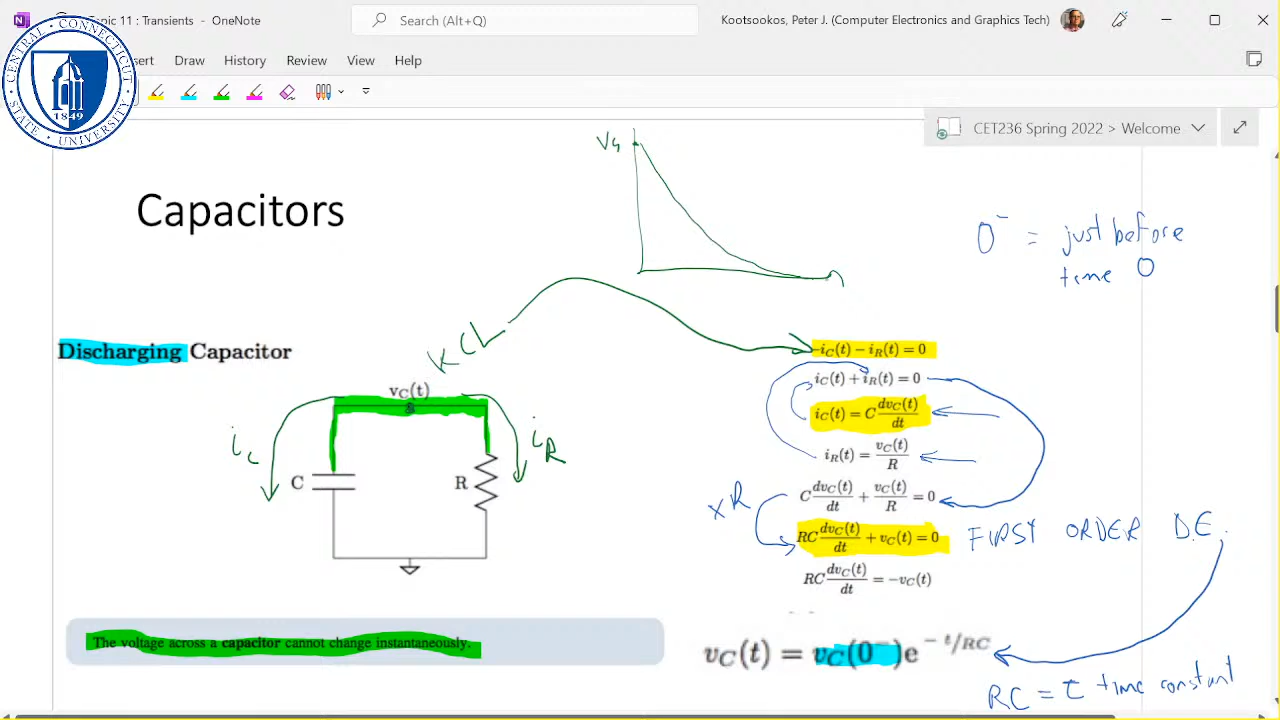 Topic 11 : Transients - OneNote
Search (Alt+Q)
Kootsookos, Peter J. (Computer Electronics and Graphics Tech)
CENTRAL CONNECTICUT STATE UNIVERSITY
1849
Draw History Review View Help
CET236 Spring 2022 > Welcome
Capacitors
Vs
0⁻ = just before
time 0
Discharging Capacitor
KCL
vC(t)
iC
iR
C
R
-iC(t) - iR(t) = 0
iC(t) + iR(t) = 0
iC(t) = C dvC(t)/dt
iR(t) = vC(t)/R
C dvC(t)/dt + vC(t)/R = 0
xR
RC dvC(t)/dt + vC(t) = 0 FIRST ORDER D.E.
RC dvC(t)/dt = -vC(t)
The voltage across a capacitor cannot change instantaneously.
vC(t) = vC(0⁻)e^(- t/RC)
RC = τ time constant